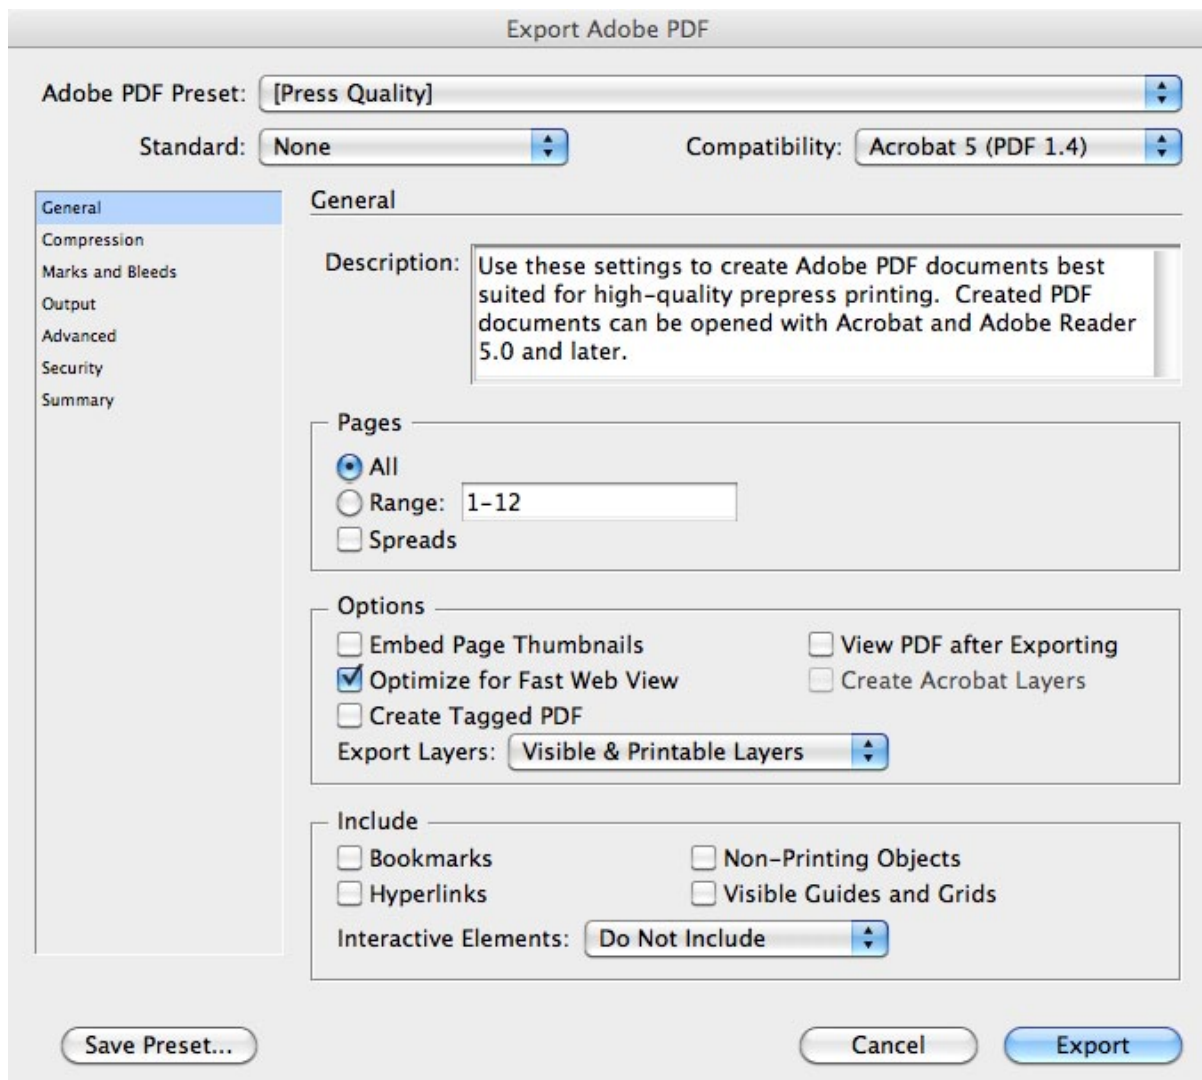 Export Adobe PDF
Adobe PDF Preset: [Press Quality]
Standard: None Compatibility: Acrobat 5 (PDF 1.4)
General
Compression
Marks and Bleeds
Output
Advanced
Security
Summary
General
Description: Use these settings to create Adobe PDF documents best
suited for high-quality prepress printing. Created PDF
documents can be opened with Acrobat and Adobe Reader
5.0 and later.
Pages
All
Range: 1-12
Spreads
Options
Embed Page Thumbnails View PDF after Exporting
Optimize for Fast Web View Create Acrobat Layers
Create Tagged PDF
Export Layers: Visible & Printable Layers
Include
Bookmarks Non-Printing Objects
Hyperlinks Visible Guides and Grids
Interactive Elements: Do Not Include
Save Preset... Cancel Export